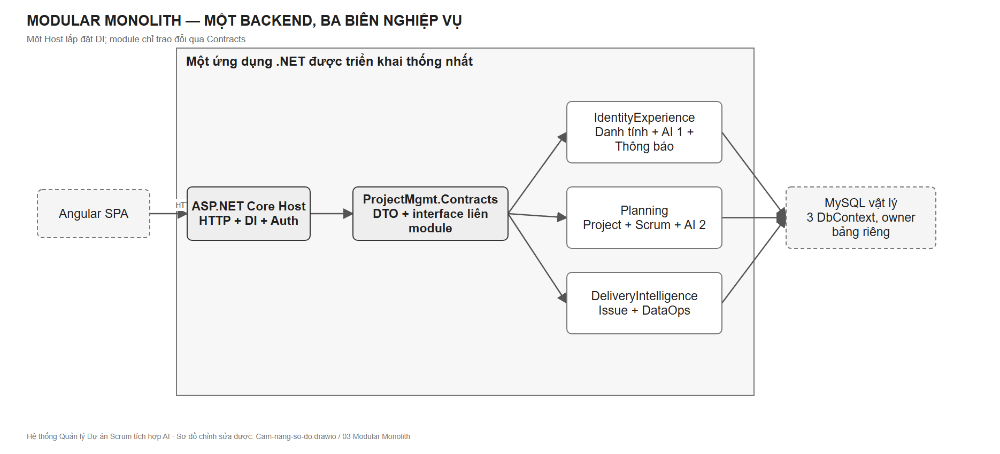 MODULAR MONOLITH — MỘT BACKEND, BA BIÊN NGHIỆP VỤ
Một Host lắp đặt DI; module chỉ trao đổi qua Contracts
Một ứng dụng .NET được triển khai thống nhất
IdentityExperience
Danh tính + AI 1 +
Thông báo
Angular SPA
ASP.NET Core Host
HTTP + DI + Auth
ProjectMgmt.Contracts
DTO + interface liên
module
Planning
Project + Scrum + AI 2
MySQL vật lý
3 DbContext, owner
bảng riêng
DeliveryIntelligence
Issue + DataOps
Hệ thống Quản lý Dự án Scrum tích hợp AI · Sơ đồ chỉnh sửa được: Cam-nang-so-do.drawio / 03 Modular Monolith